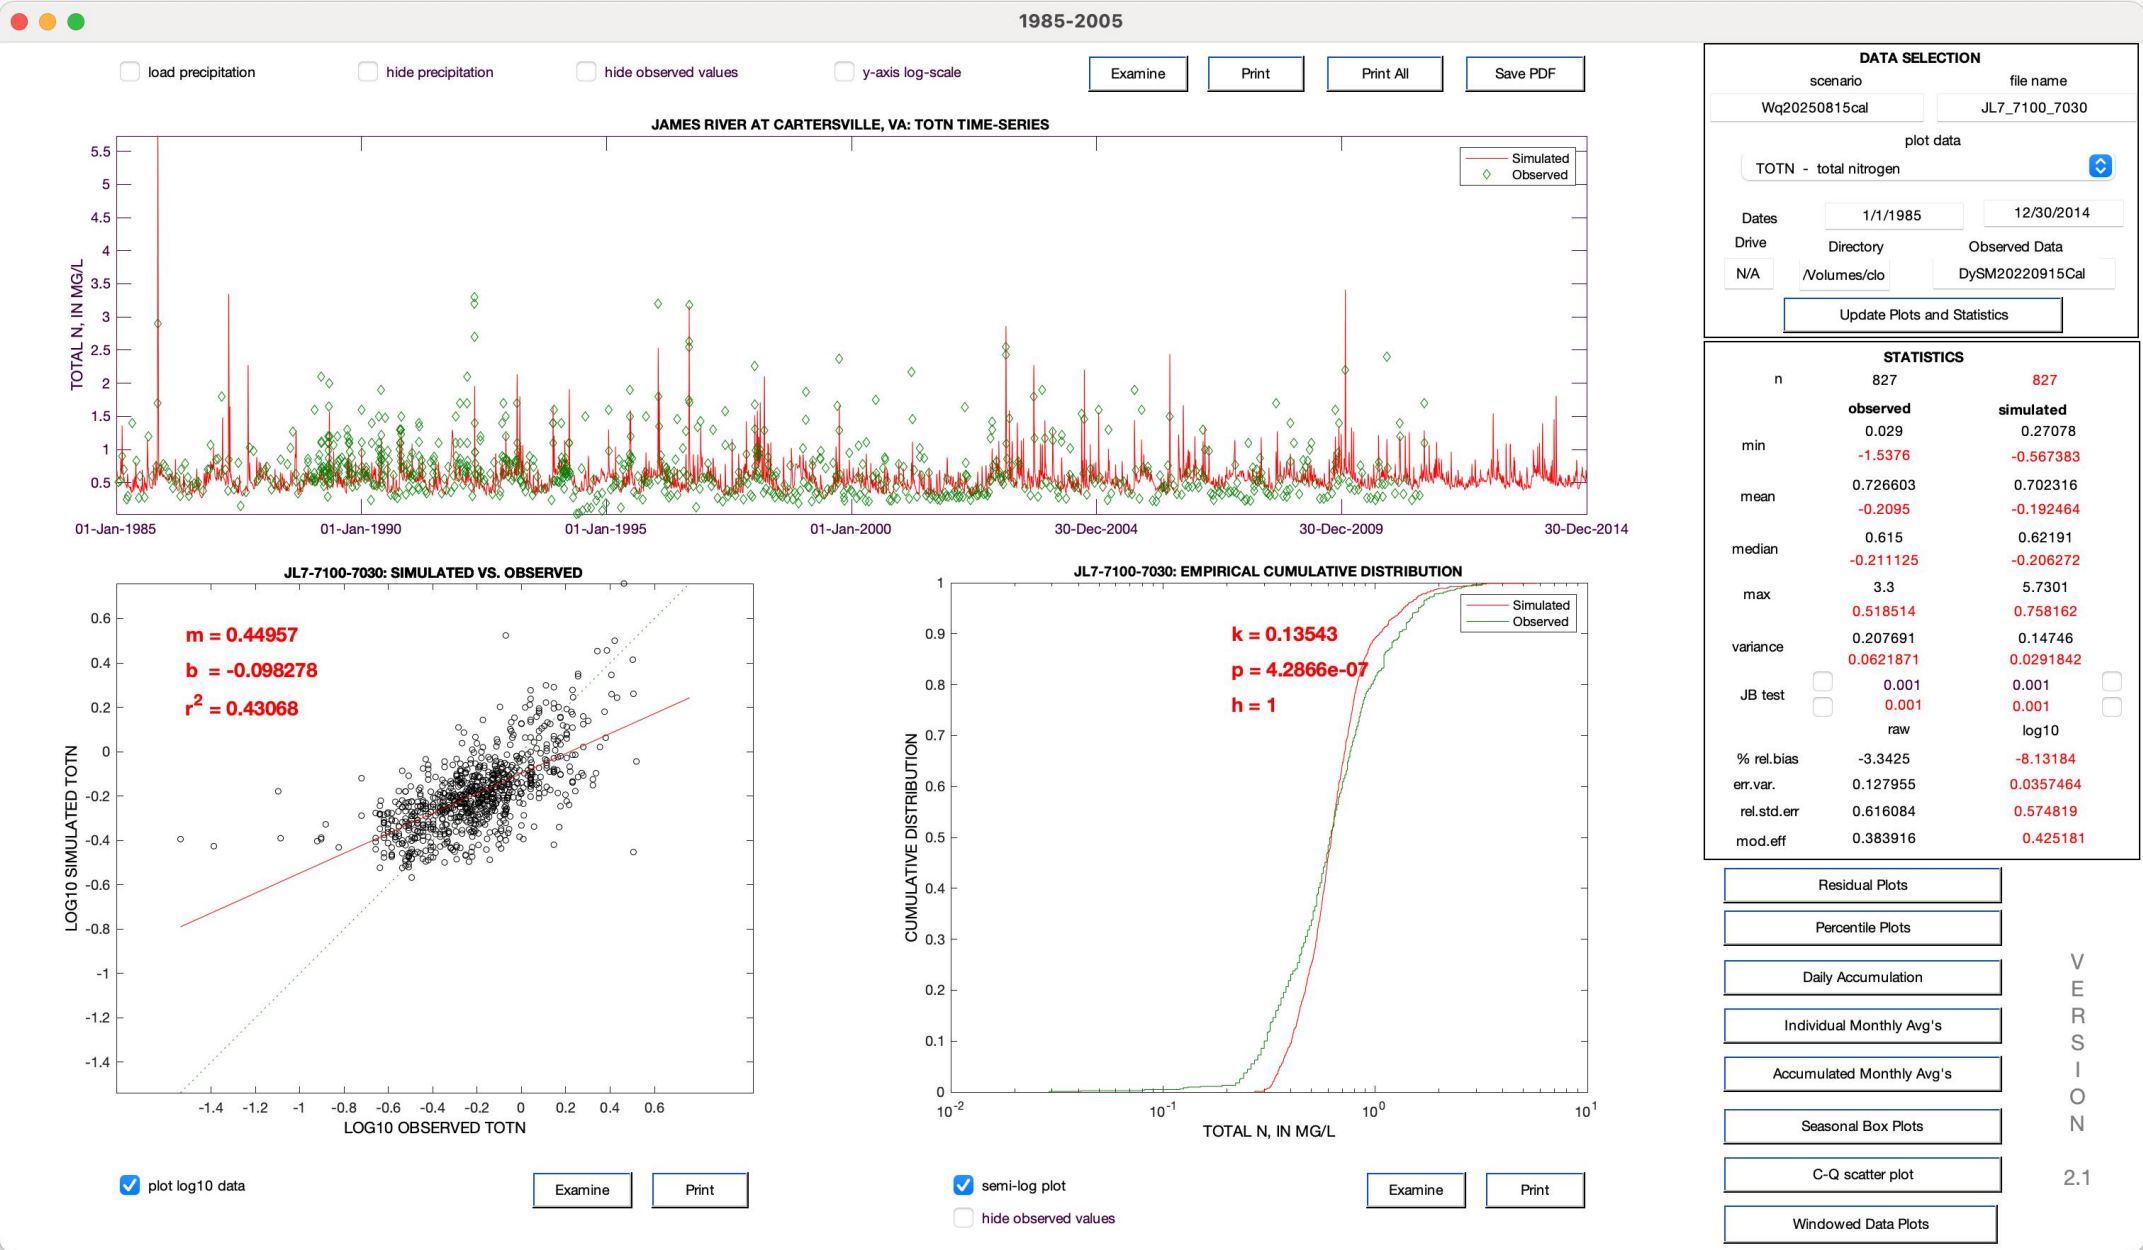 1985-2005
load precipitation
hide precipitation
hide observed values
y-axis log-scale
Examine
Print
Print All
Save PDF
JAMES RIVER AT CARTERSVILLE, VA: TOTN TIME-SERIES
TOTAL N, IN MG/L
5.5
5
4.5
4
3.5
3
2.5
2
1.5
1
0.5
Simulated
Observed
01-Jan-1985
01-Jan-1990
01-Jan-1995
01-Jan-2000
30-Dec-2004
30-Dec-2009
30-Dec-2014
JL7-7100-7030: SIMULATED VS. OBSERVED
m = 0.44957
b = -0.098278
r² = 0.43068
LOG10 SIMULATED TOTN
0.6
0.4
0.2
0
-0.2
-0.4
-0.6
-0.8
-1
-1.2
-1.4
-1.4 -1.2 -1 -0.8 -0.6 -0.4 -0.2 0 0.2 0.4 0.6
LOG10 OBSERVED TOTN
plot log10 data
Examine
Print
JL7-7100-7030: EMPIRICAL CUMULATIVE DISTRIBUTION
Simulated
Observed
k = 0.13543
p = 4.2866e-07
h = 1
CUMULATIVE DISTRIBUTION
1
0.9
0.8
0.7
0.6
0.5
0.4
0.3
0.2
0.1
0
10⁻² 10⁻¹ 10⁰ 10¹
TOTAL N, IN MG/L
semi-log plot
hide observed values
Examine
Print
DATA SELECTION
scenario file name
Wq20250815cal JL7_7100_7030
plot data
TOTN - total nitrogen
Dates 1/1/1985 12/30/2014
Drive Directory Observed Data
N/A /Volumes/clo DySM20220915Cal
Update Plots and Statistics
STATISTICS
n 827 827
observed simulated
min 0.029 0.27078
-1.5376 -0.567383
mean 0.726603 0.702316
-0.2095 -0.192464
median 0.615 0.62191
-0.211125 -0.206272
max 3.3 5.7301
0.518514 0.758162
variance 0.207691 0.14746
0.0621871 0.0291842
JB test 0.001 0.001
0.001 0.001
raw log10
% rel.bias -3.3425 -8.13184
err.var. 0.127955 0.0357464
rel.std.err 0.616084 0.574819
mod.eff 0.383916 0.425181
Residual Plots
Percentile Plots
Daily Accumulation
Individual Monthly Avg's
Accumulated Monthly Avg's
Seasonal Box Plots
C-Q scatter plot
Windowed Data Plots
VERSION
2.1